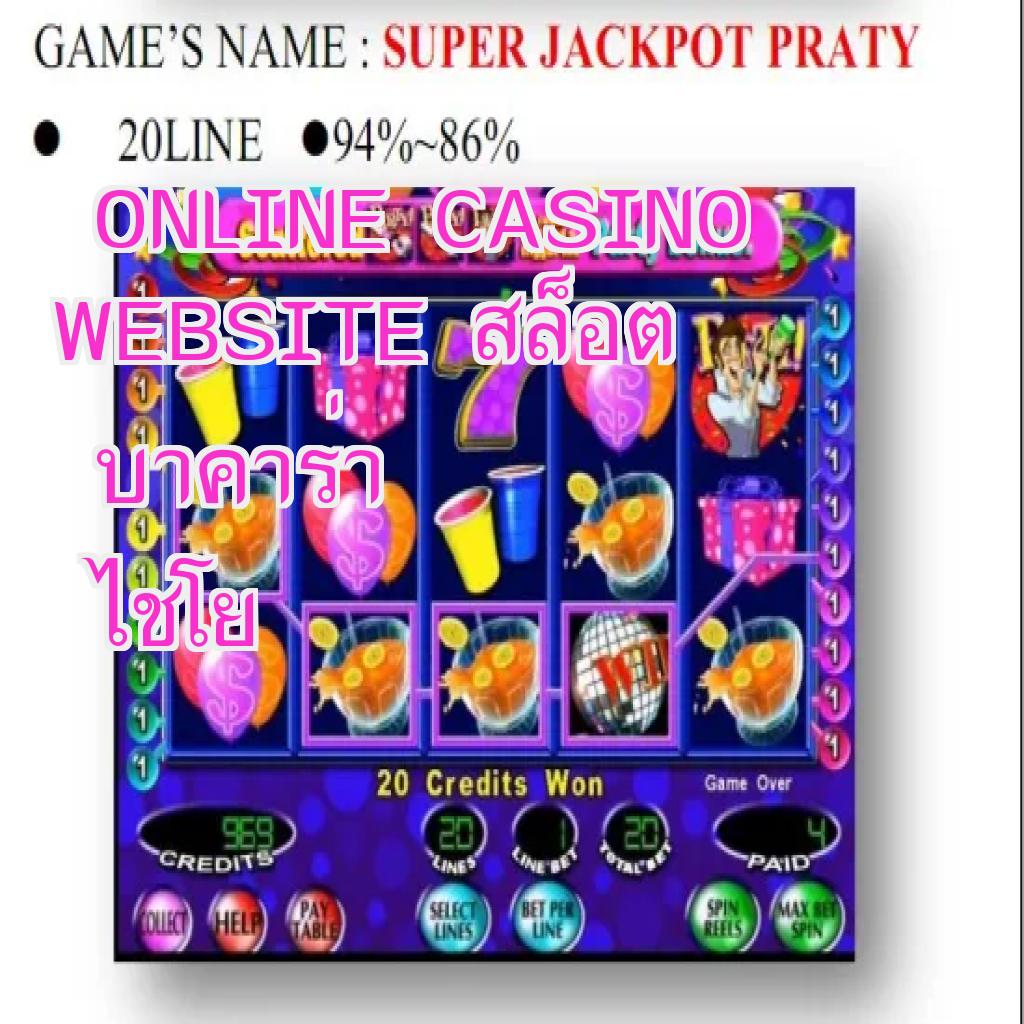 GAME'S NAME : SUPER JACKPOT PRATY
● 20LINE ●94%~86%
ONLINE CASINO
WEBSITE สล็อต
บาคาร่า
ไชโย
20 Credits Won
Game Over
969 20 1 20 4
CREDITS LINES LINE BET TOTAL BET PAID
COLLECT HELP PAY TABLE SELECT LINES BET PER LINE SPIN REELS MAX BET SPIN